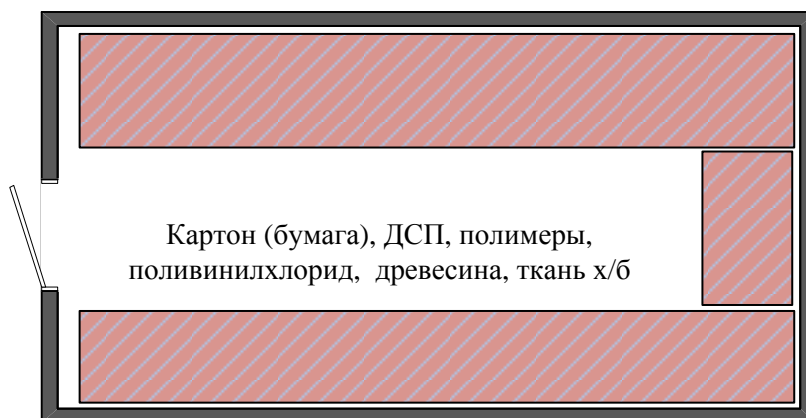 Картон (бумага), ДСП, полимеры,
поливинилхлорид, древесина, ткань х/б